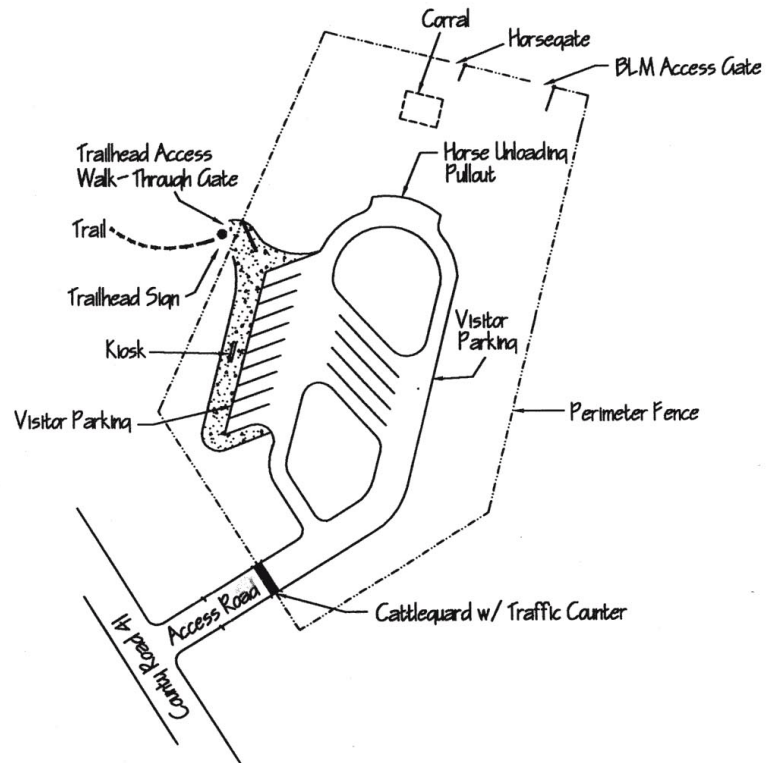 Corral
Horsegate
BLM Access Gate
Trailhead Access
Walk-Through Gate
Horse Unloading
Pullout
Trail
Trailhead Sign
Visitor
Parking
Kiosk
Visitor Parking
Perimeter Fence
Access Road
Cattleguard w/ Traffic Counter
County Road 41